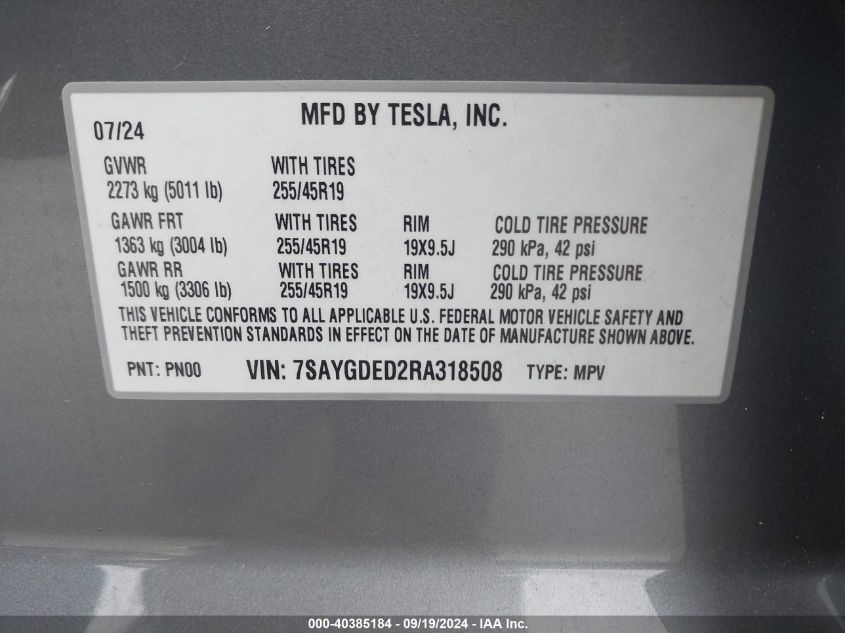 MFD BY TESLA, INC.
07/24
GVWR WITH TIRES
2273 kg (5011 lb) 255/45R19
GAWR FRT WITH TIRES RIM COLD TIRE PRESSURE
1363 kg (3004 lb) 255/45R19 19X9.5J 290 kPa, 42 psi
GAWR RR WITH TIRES RIM COLD TIRE PRESSURE
1500 kg (3306 lb) 255/45R19 19X9.5J 290 kPa, 42 psi
THIS VEHICLE CONFORMS TO ALL APPLICABLE U.S. FEDERAL MOTOR VEHICLE SAFETY AND
THEFT PREVENTION STANDARDS IN EFFECT ON THE DATE OF MANUFACTURE SHOWN ABOVE.
PNT: PN00 VIN: 7SAYGDED2RA318508 TYPE: MPV
000-40385184 - 09/19/2024 - IAA Inc.